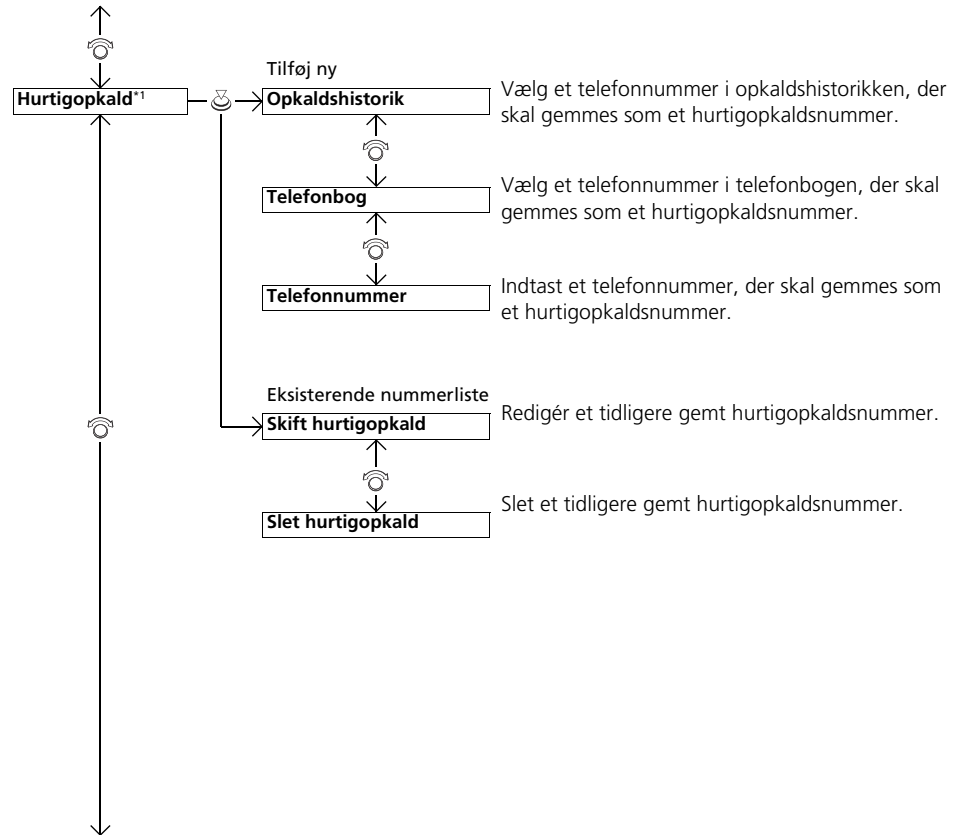 Tilføj ny
Hurtigopkald*1
Opkaldshistorik
Vælg et telefonnummer i opkaldshistorikken, der
skal gemmes som et hurtigopkaldsnummer.
Telefonbog
Vælg et telefonnummer i telefonbogen, der skal
gemmes som et hurtigopkaldsnummer.
Telefonnummer
Indtast et telefonnummer, der skal gemmes som
et hurtigopkaldsnummer.
Eksisterende nummerliste
Skift hurtigopkald
Redigér et tidligere gemt hurtigopkaldsnummer.
Slet hurtigopkald
Slet et tidligere gemt hurtigopkaldsnummer.